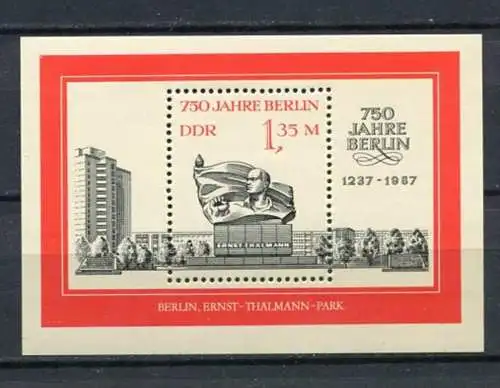 750 JAHRE BERLIN
DDR 1,35 M
ERNST THÄLMANN
750
JAHRE
BERLIN
1237-1987
BERLIN, ERNST-THÄLMANN-PARK